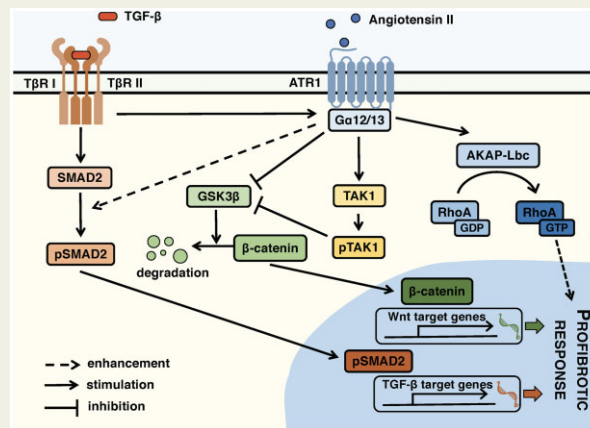 TGF-β
Angiotensin II
TβR I
TβR II
ATR1
Gα12/13
SMAD2
AKAP-Lbc
GSK3β
TAK1
RhoA
GDP
RhoA
GTP
pSMAD2
degradation
β-catenin
pTAK1
β-catenin
Wnt target genes
pSMAD2
TGF-β target genes
PROFIBROTIC
RESPONSE
enhancement
stimulation
inhibition